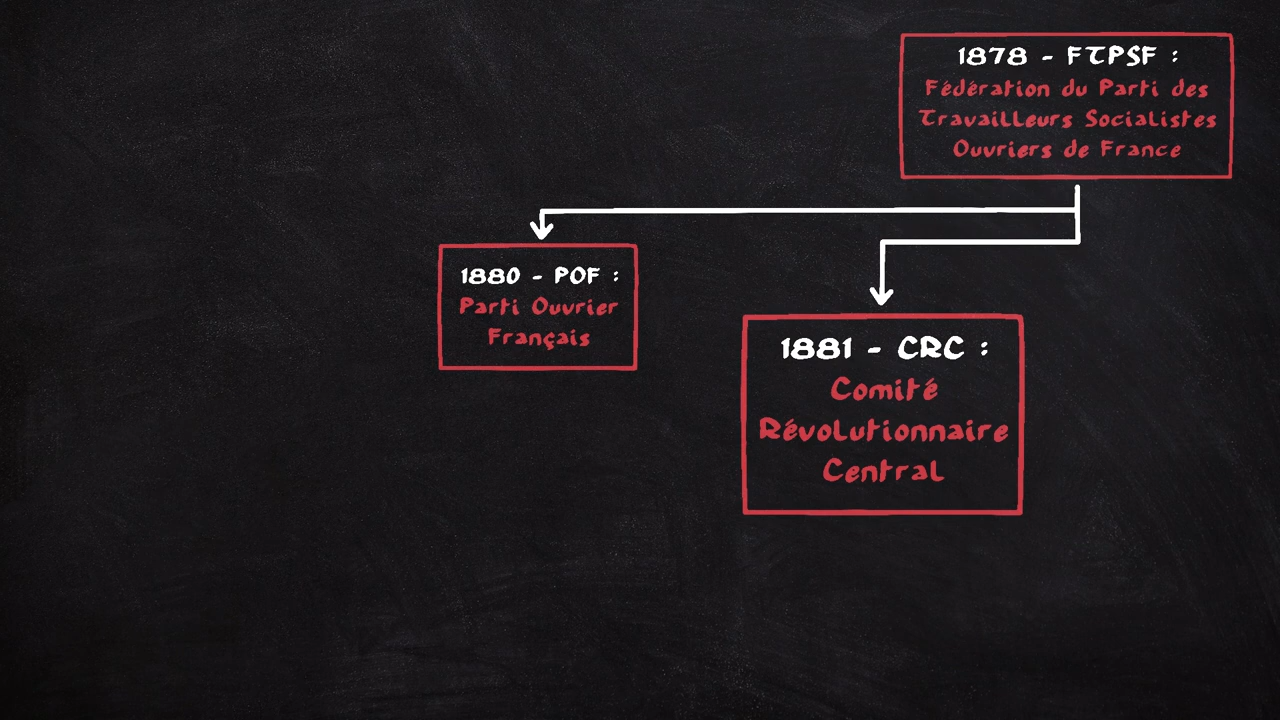 1878 - FTPSF :
Fédération du Parti des
Travailleurs Socialistes
Ouvriers de France
1880 - POF :
Parti Ouvrier
Français
1881 - CRC :
Comité
Révolutionnaire
Central